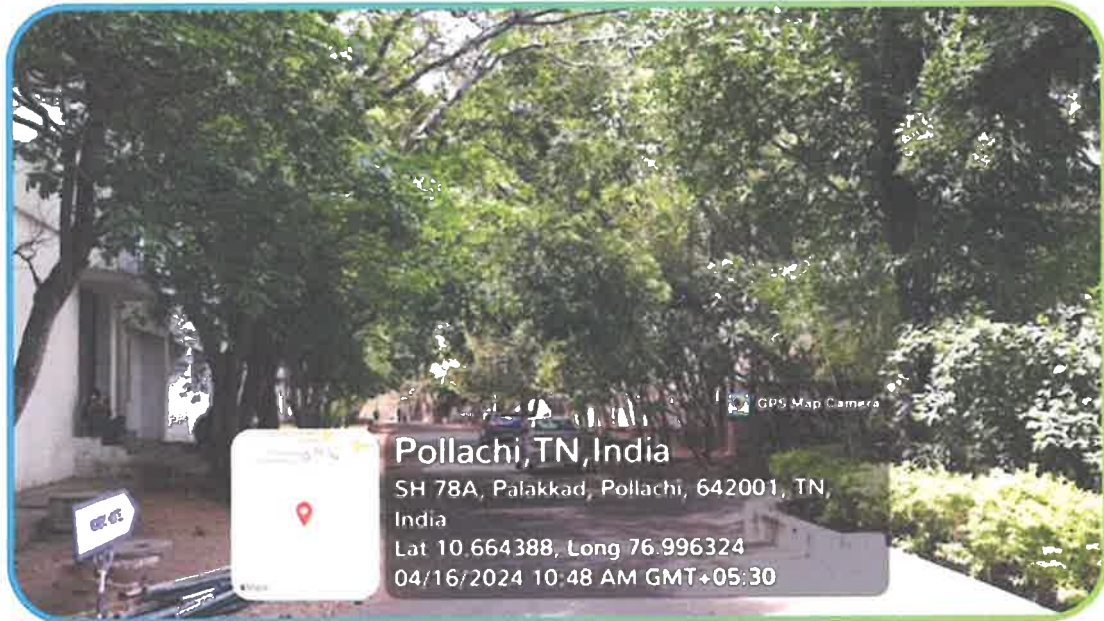 GPS Map Camera
Pollachi,TN,India
SH 78A, Palakkad, Pollachi, 642001, TN,
India
Lat 10.664388, Long 76.996324
04/16/2024 10:48 AM GMT+05:30